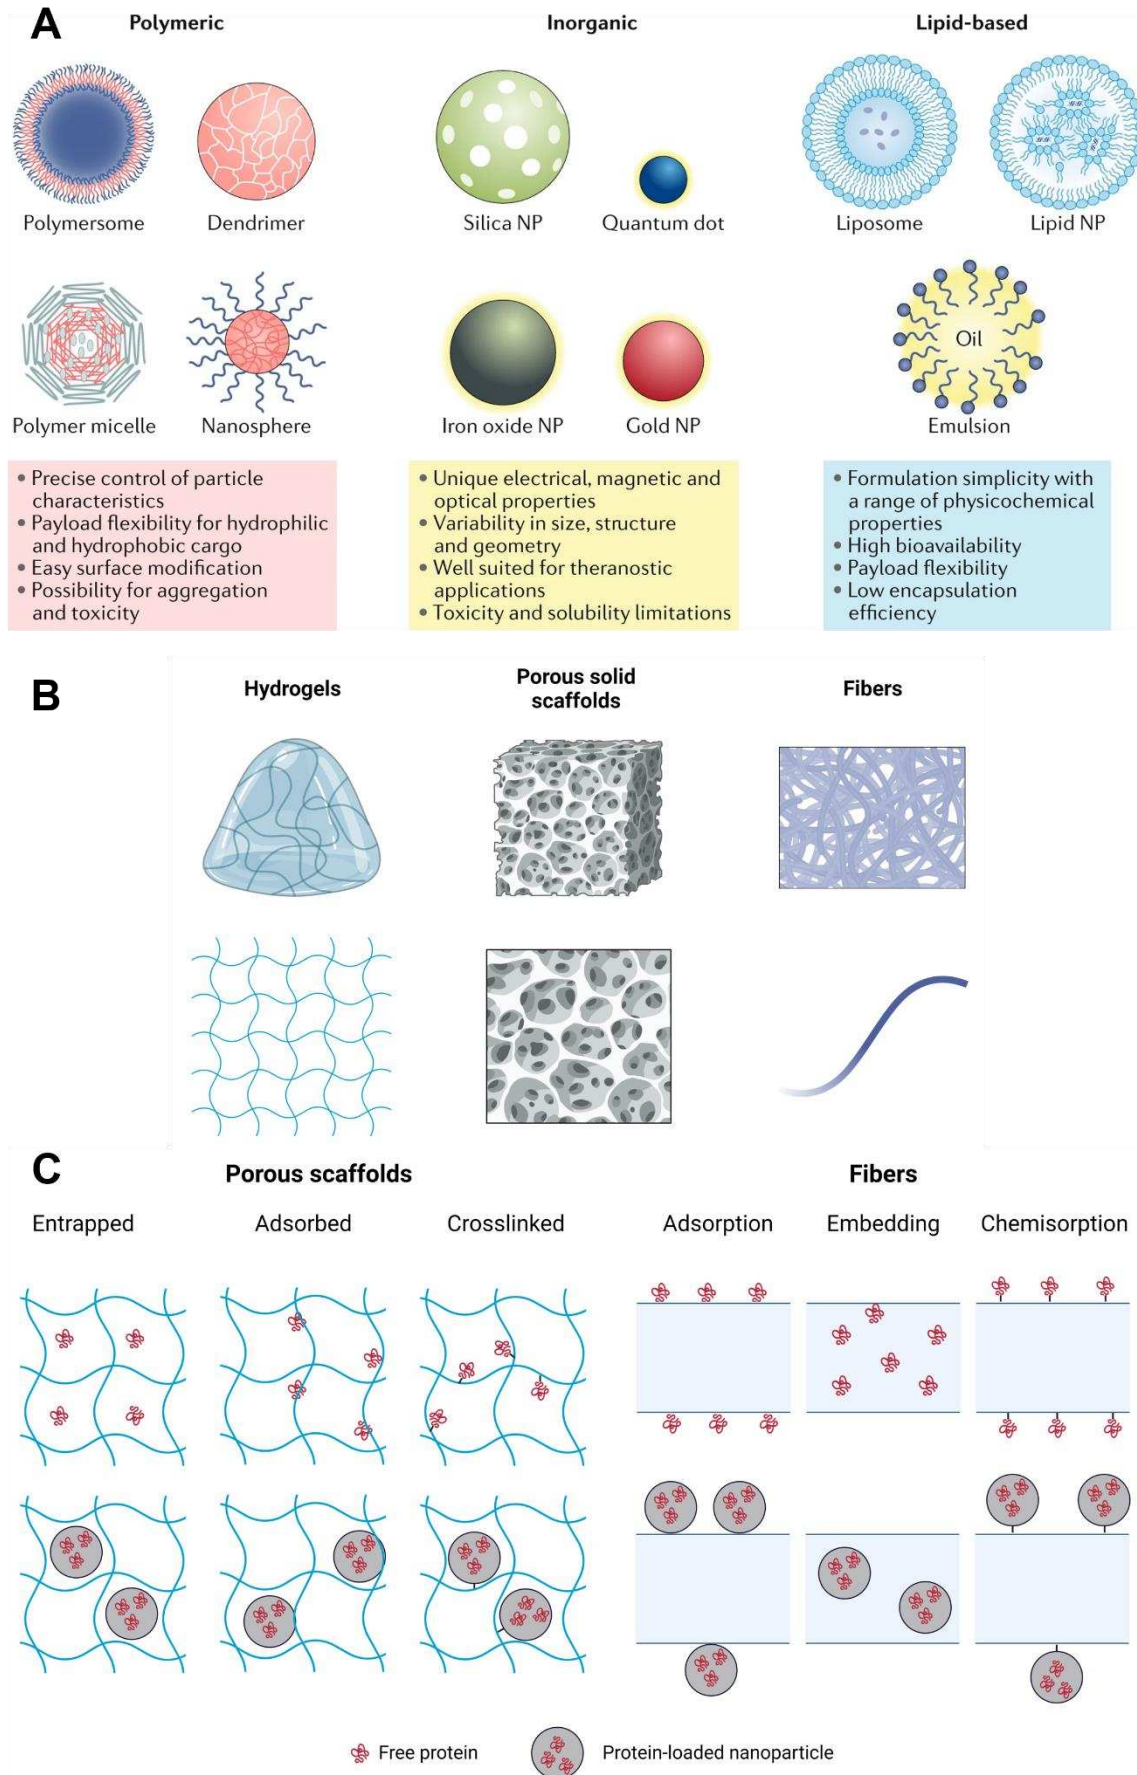 A
Polymeric
Inorganic
Lipid-based
Polymersome
Dendrimer
Silica NP
Quantum dot
Liposome
Lipid NP
Oil
Polymer micelle
Nanosphere
Iron oxide NP
Gold NP
Emulsion
• Precise control of particle
characteristics
• Payload flexibility for hydrophilic
and hydrophobic cargo
• Easy surface modification
• Possibility for aggregation
and toxicity
• Unique electrical, magnetic and
optical properties
• Variability in size, structure
and geometry
• Well suited for theranostic
applications
• Toxicity and solubility limitations
• Formulation simplicity with
a range of physicochemical
properties
• High bioavailability
• Payload flexibility
• Low encapsulation
efficiency
B
Hydrogels
Porous solid
scaffolds
Fibers
C
Porous scaffolds
Fibers
Entrapped
Adsorbed
Crosslinked
Adsorption
Embedding
Chemisorption
Free protein
Protein-loaded nanoparticle